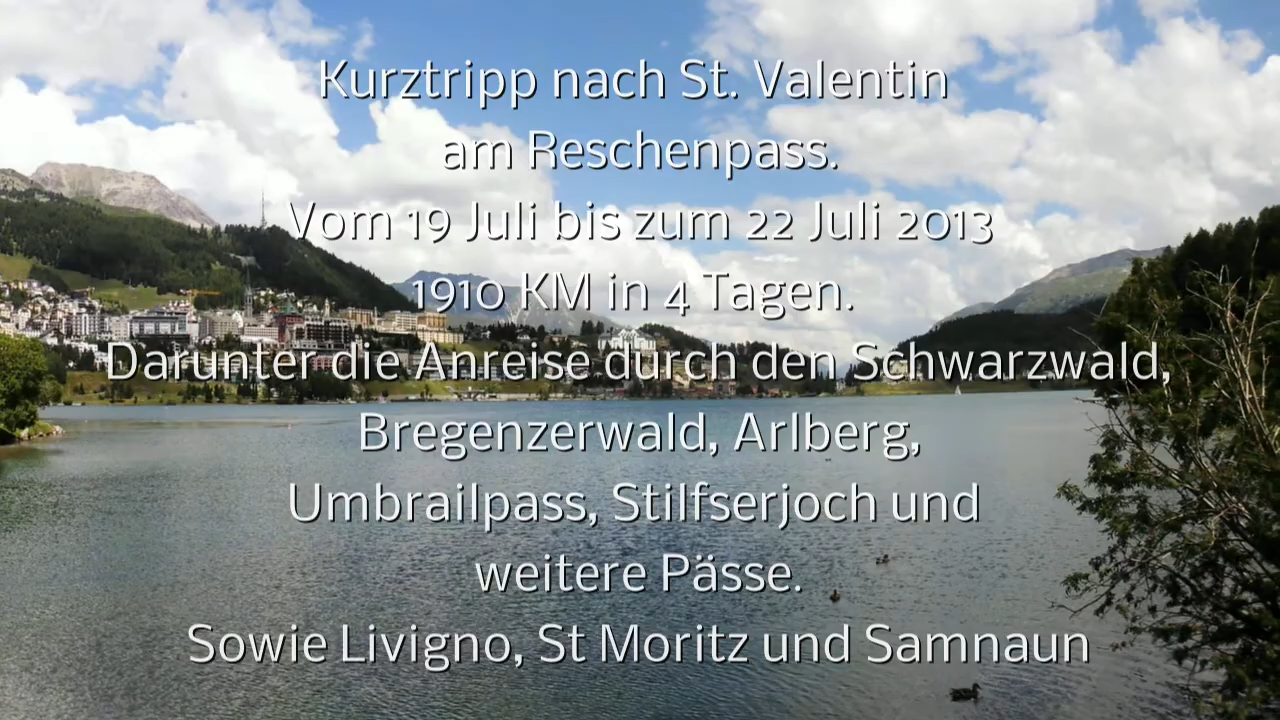 Kurztripp nach St. Valentin
am Reschenpass.
Vom 19 Juli bis zum 22 Juli 2013
1910 KM in 4 Tagen.
Darunter die Anreise durch den Schwarzwald,
Bregenzerwald, Arlberg,
Umbrailpass, Stilfserjoch und
weitere Pässe.
Sowie Livigno, St Moritz und Samnaun